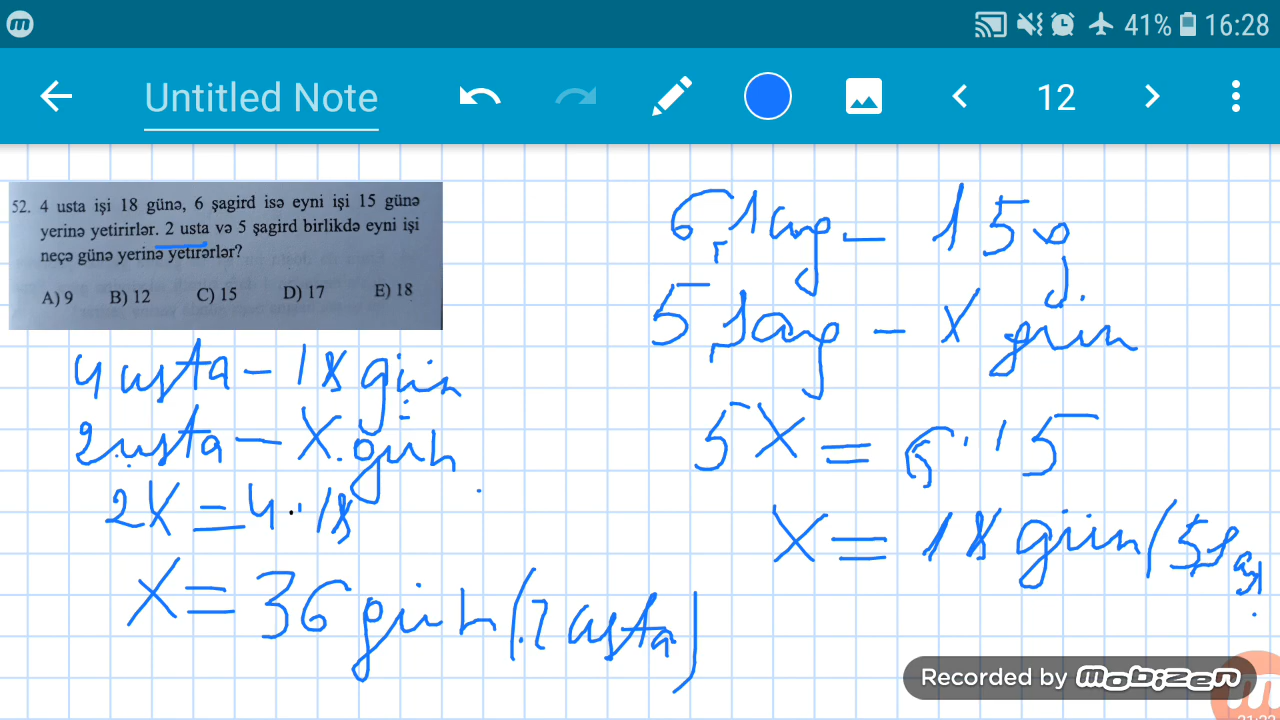 41% 16:28
Untitled Note 12
52. 4 usta işi 18 günə, 6 şagird isə eyni işi 15 günə
yerinə yetirirlər. 2 usta və 5 şagird birlikdə eyni işi
neçə günə yerinə yetirərlər?
A) 9 B) 12 C) 15 D) 17 E) 18
4 usta – 18 gün
2 usta – X gün
2X = 4 · 18
X = 36 gün (2 usta)
6 şag – 15 g
5 şag – X gün
5X = 6 · 15
X = 18 gün (5 şag.
Recorded by MOBIZEN